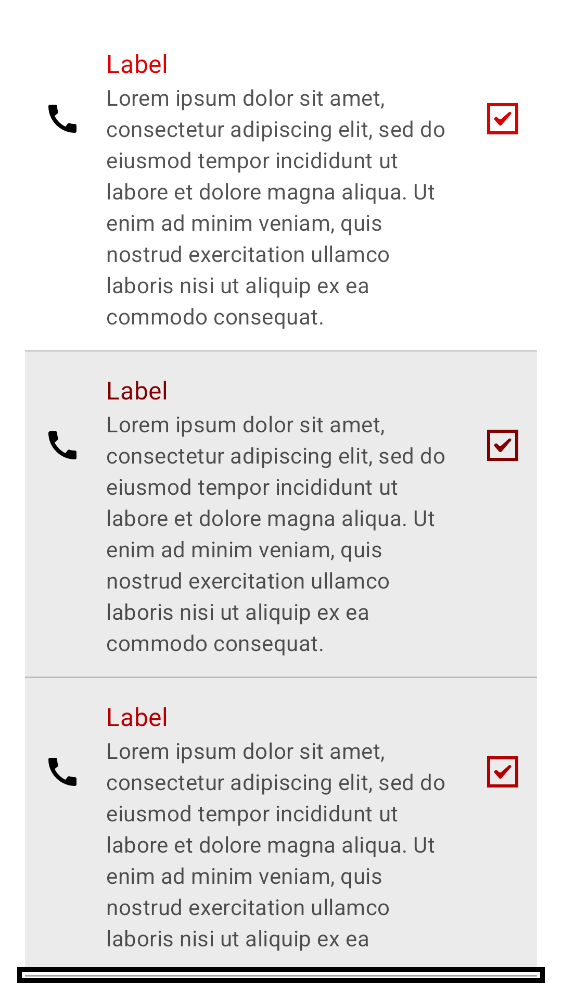 Label
Lorem ipsum dolor sit amet,
consectetur adipiscing elit, sed do
eiusmod tempor incididunt ut
labore et dolore magna aliqua. Ut
enim ad minim veniam, quis
nostrud exercitation ullamco
laboris nisi ut aliquip ex ea
commodo consequat.
Label
Lorem ipsum dolor sit amet,
consectetur adipiscing elit, sed do
eiusmod tempor incididunt ut
labore et dolore magna aliqua. Ut
enim ad minim veniam, quis
nostrud exercitation ullamco
laboris nisi ut aliquip ex ea
commodo consequat.
Label
Lorem ipsum dolor sit amet,
consectetur adipiscing elit, sed do
eiusmod tempor incididunt ut
labore et dolore magna aliqua. Ut
enim ad minim veniam, quis
nostrud exercitation ullamco
laboris nisi ut aliquip ex ea